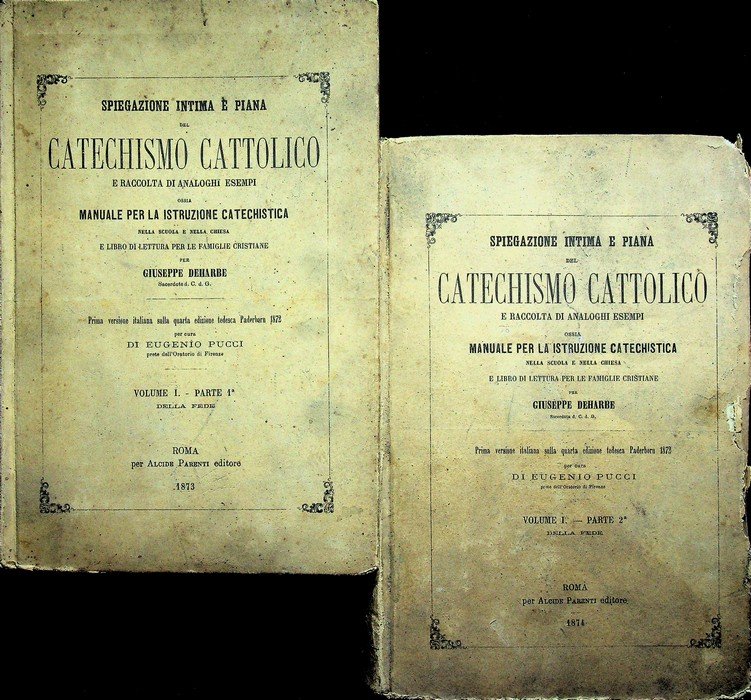 SPIEGAZIONE INTIMA E PIANA
DEL
CATECHISMO CATTOLICO
E RACCOLTA DI ANALOGHI ESEMPI
OSSIA
MANUALE PER LA ISTRUZIONE CATECHISTICA
NELLA SCUOLA E NELLA CHIESA
E LIBRO DI LETTURA PER LE FAMIGLIE CRISTIANE
PER
GIUSEPPE DEHARBE
Sacerdote d. C. d. G.
Prima versione italiana sulla quarta edizione tedesca Paderborn 1872
per cura
DI EUGENIO PUCCI
prete dell'Oratorio di Firenze
VOLUME I. - PARTE 1ª
DELLA FEDE
ROMA
per ALCIDE PARENTI editore
1873
SPIEGAZIONE INTIMA E PIANA
DEL
CATECHISMO CATTOLICO
E RACCOLTA DI ANALOGHI ESEMPI
OSSIA
MANUALE PER LA ISTRUZIONE CATECHISTICA
NELLA SCUOLA E NELLA CHIESA
E LIBRO DI LETTURA PER LE FAMIGLIE CRISTIANE
PER
GIUSEPPE DEHARBE
Sacerdote d. C. d. G.
Prima versione italiana sulla quarta edizione tedesca Paderborn 1872
per cura
DI EUGENIO PUCCI
prete dell'Oratorio di Firenze
VOLUME I. — PARTE 2ª
DELLA FEDE
ROMA
per ALCIDE PARENTI editore
1874